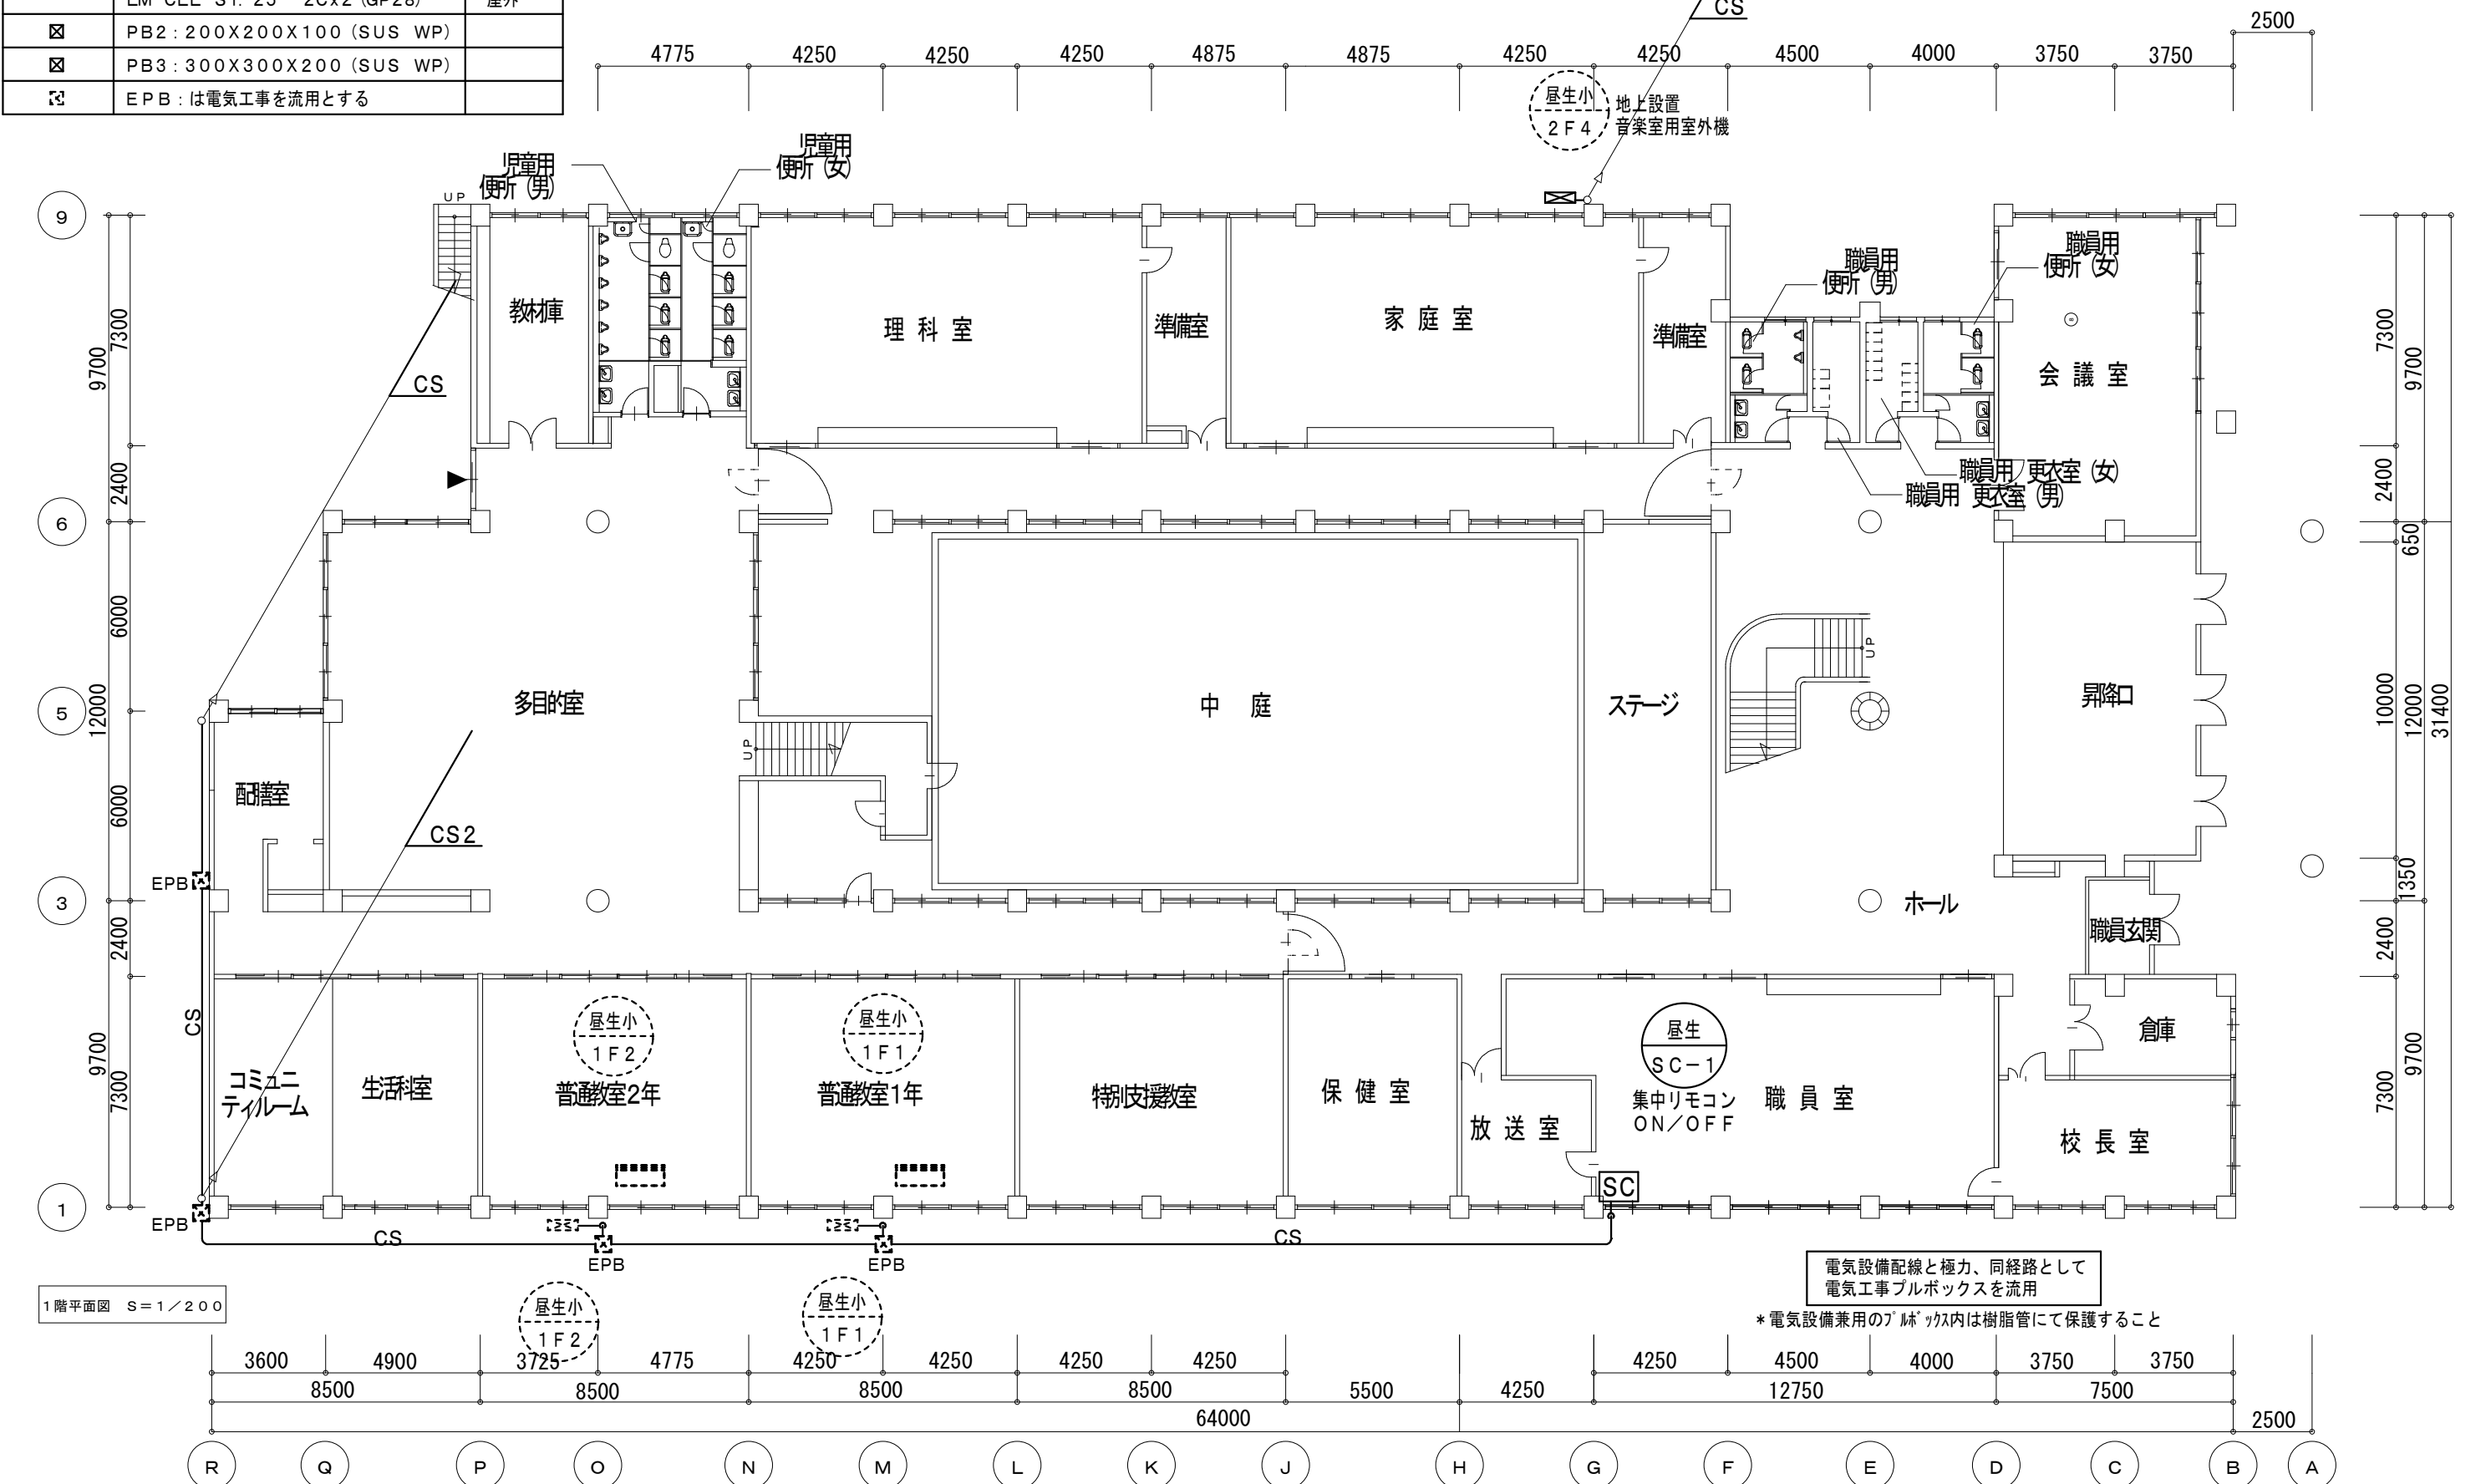 屋外
PB2：200X200X100（SUS WP）
PB3：300X300X200（SUS WP）
EPB：は電気工事を流用とする
CS
2500
4775
4250
4250
4250
4875
4875
4250
4250
4500
4000
3750
3750
昼生小
2F4
地上設置
音楽室用室外機
児童用
便所（男）
児童用
便所（女）
UP
9
職員用
便所（男）
職員用
便所（女）
教材庫
理科室
準備室
家庭室
準備室
会議室
7300
9700
7300
9700
CS
2400
2400
職員用 更衣室（女）
職員用 更衣室（男）
6
650
6000
UP
多目的室
中庭
ステージ
昇降口
5
12000
10000
12000
31400
UP
配膳室
6000
CS2
EPB
1350
3
ホール
2400
職員玄関
2400
CS
昼生小
1F2
昼生小
1F1
昼生
SC-1
集中リモコン
ON／OFF
倉庫
9700
7300
コミュニ
ティルーム
生活科室
普通教室2年
普通教室1年
特別支援教室
保健室
放送室
職員室
校長室
7300
9700
SC
1
EPB
CS
EPB
EPB
CS
電気設備配線と極力、同経路として
電気工事プルボックスを流用
＊電気設備兼用のプルボックス内は樹脂管にて保護すること
1階平面図 S＝1／200
昼生小
1F2
昼生小
1F1
3600
4900
3725
4775
4250
4250
4250
4250
4250
4500
4000
3750
3750
8500
8500
8500
8500
5500
4250
12750
7500
64000
2500
R
Q
P
O
N
M
L
K
J
H
G
F
E
D
C
B
A